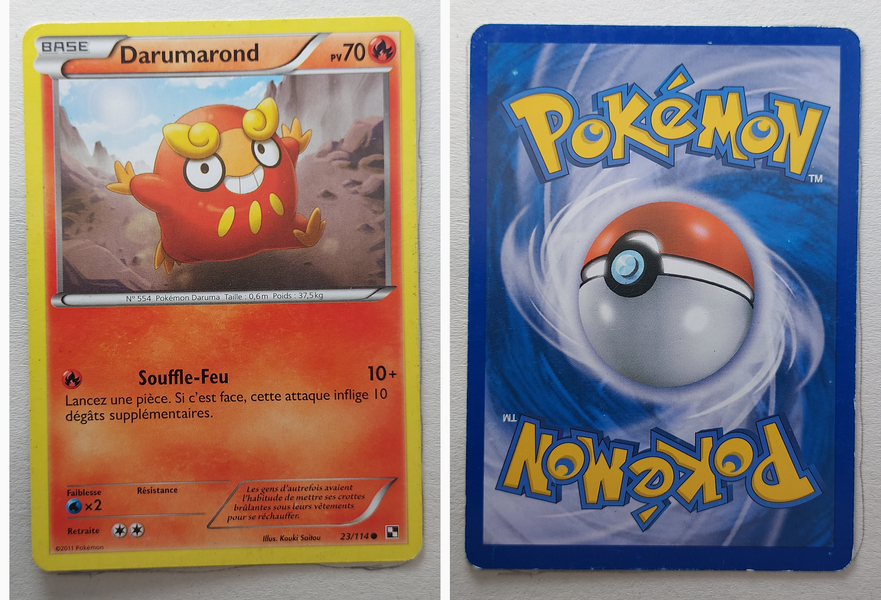 BASE
Darumarond
PV 70
N° 554 Pokémon Daruma Taille : 0,6m Poids : 37,5kg
Souffle-Feu 10+
Lancez une pièce. Si c'est face, cette attaque inflige 10
dégâts supplémentaires.
Faiblesse Résistance
×2
Retraite
Les gens d'autrefois avaient
l'habitude de mettre ses crottes
brûlantes sous leurs vêtements
pour se réchauffer.
©2011 Pokémon
Illus. Kouki Saitou
23/114
POKéMON
TM
TM
POKéMON